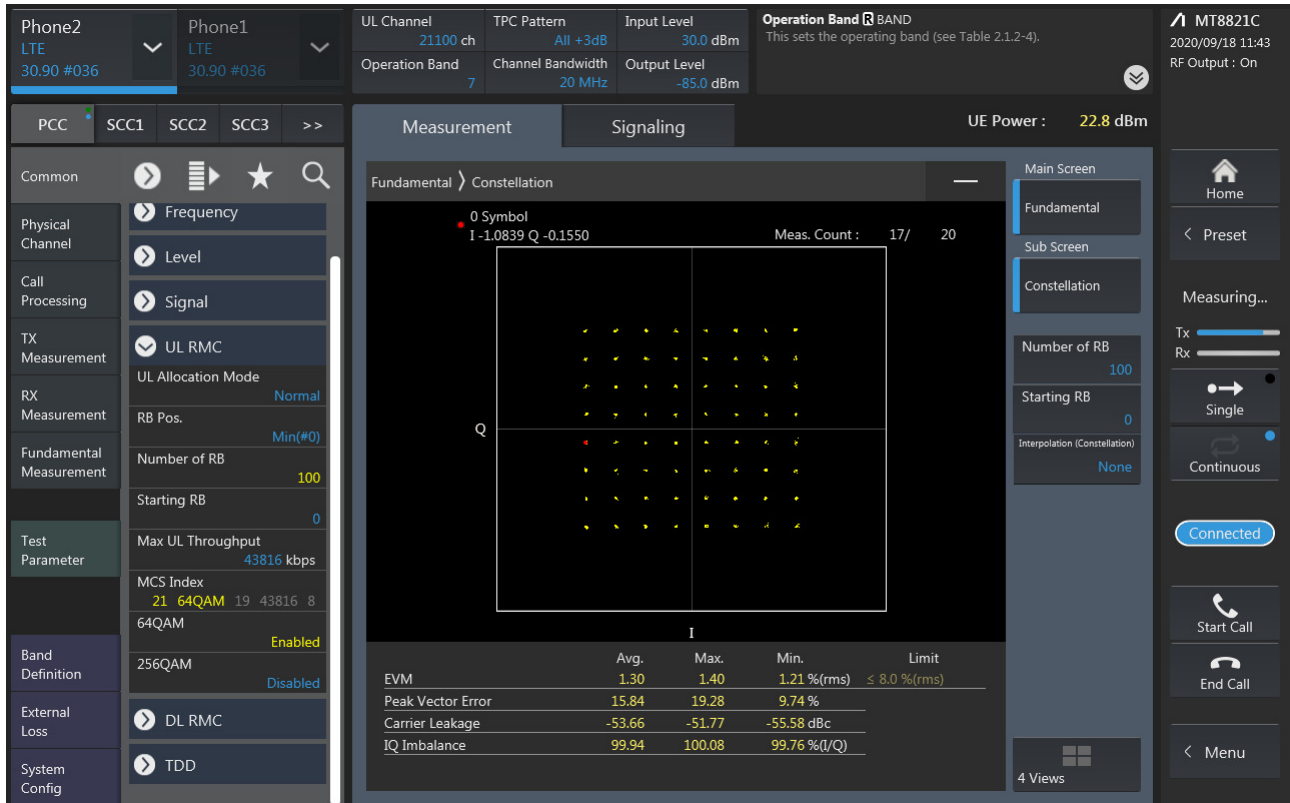 Phone2
LTE
30.90 #036
Phone1
LTE
30.90 #036
UL Channel
21100 ch
TPC Pattern
All +3dB
Input Level
30.0 dBm
Operation Band
7
Channel Bandwidth
20 MHz
Output Level
-85.0 dBm
Operation Band R BAND
This sets the operating band (see Table 2.1.2-4).
MT8821C
2020/09/18 11:43
RF Output : On
PCC SCC1 SCC2 SCC3 >>
Measurement
Signaling
UE Power : 22.8 dBm
Common
Physical
Channel
Call
Processing
TX
Measurement
RX
Measurement
Fundamental
Measurement
Test
Parameter
Band
Definition
External
Loss
System
Config
Frequency
Level
Signal
UL RMC
UL Allocation Mode
Normal
RB Pos.
Min(#0)
Number of RB
100
Starting RB
0
Max UL Throughput
43816 kbps
MCS Index
21 64QAM 19 43816 8
64QAM
Enabled
256QAM
Disabled
DL RMC
TDD
Fundamental ⟩ Constellation
0 Symbol
I -1.0839 Q -0.1550
Meas. Count : 17/ 20
Q
I
Avg. Max. Min. Limit
EVM 1.30 1.40 1.21 %(rms) ≤ 8.0 %(rms)
Peak Vector Error 15.84 19.28 9.74 %
Carrier Leakage -53.66 -51.77 -55.58 dBc
IQ Imbalance 99.94 100.08 99.76 %(I/Q)
Main Screen
Fundamental
Sub Screen
Constellation
Number of RB
100
Starting RB
0
Interpolation (Constellation)
None
4 Views
Home
< Preset
Measuring...
Tx
Rx
Single
Continuous
Connected
Start Call
End Call
< Menu